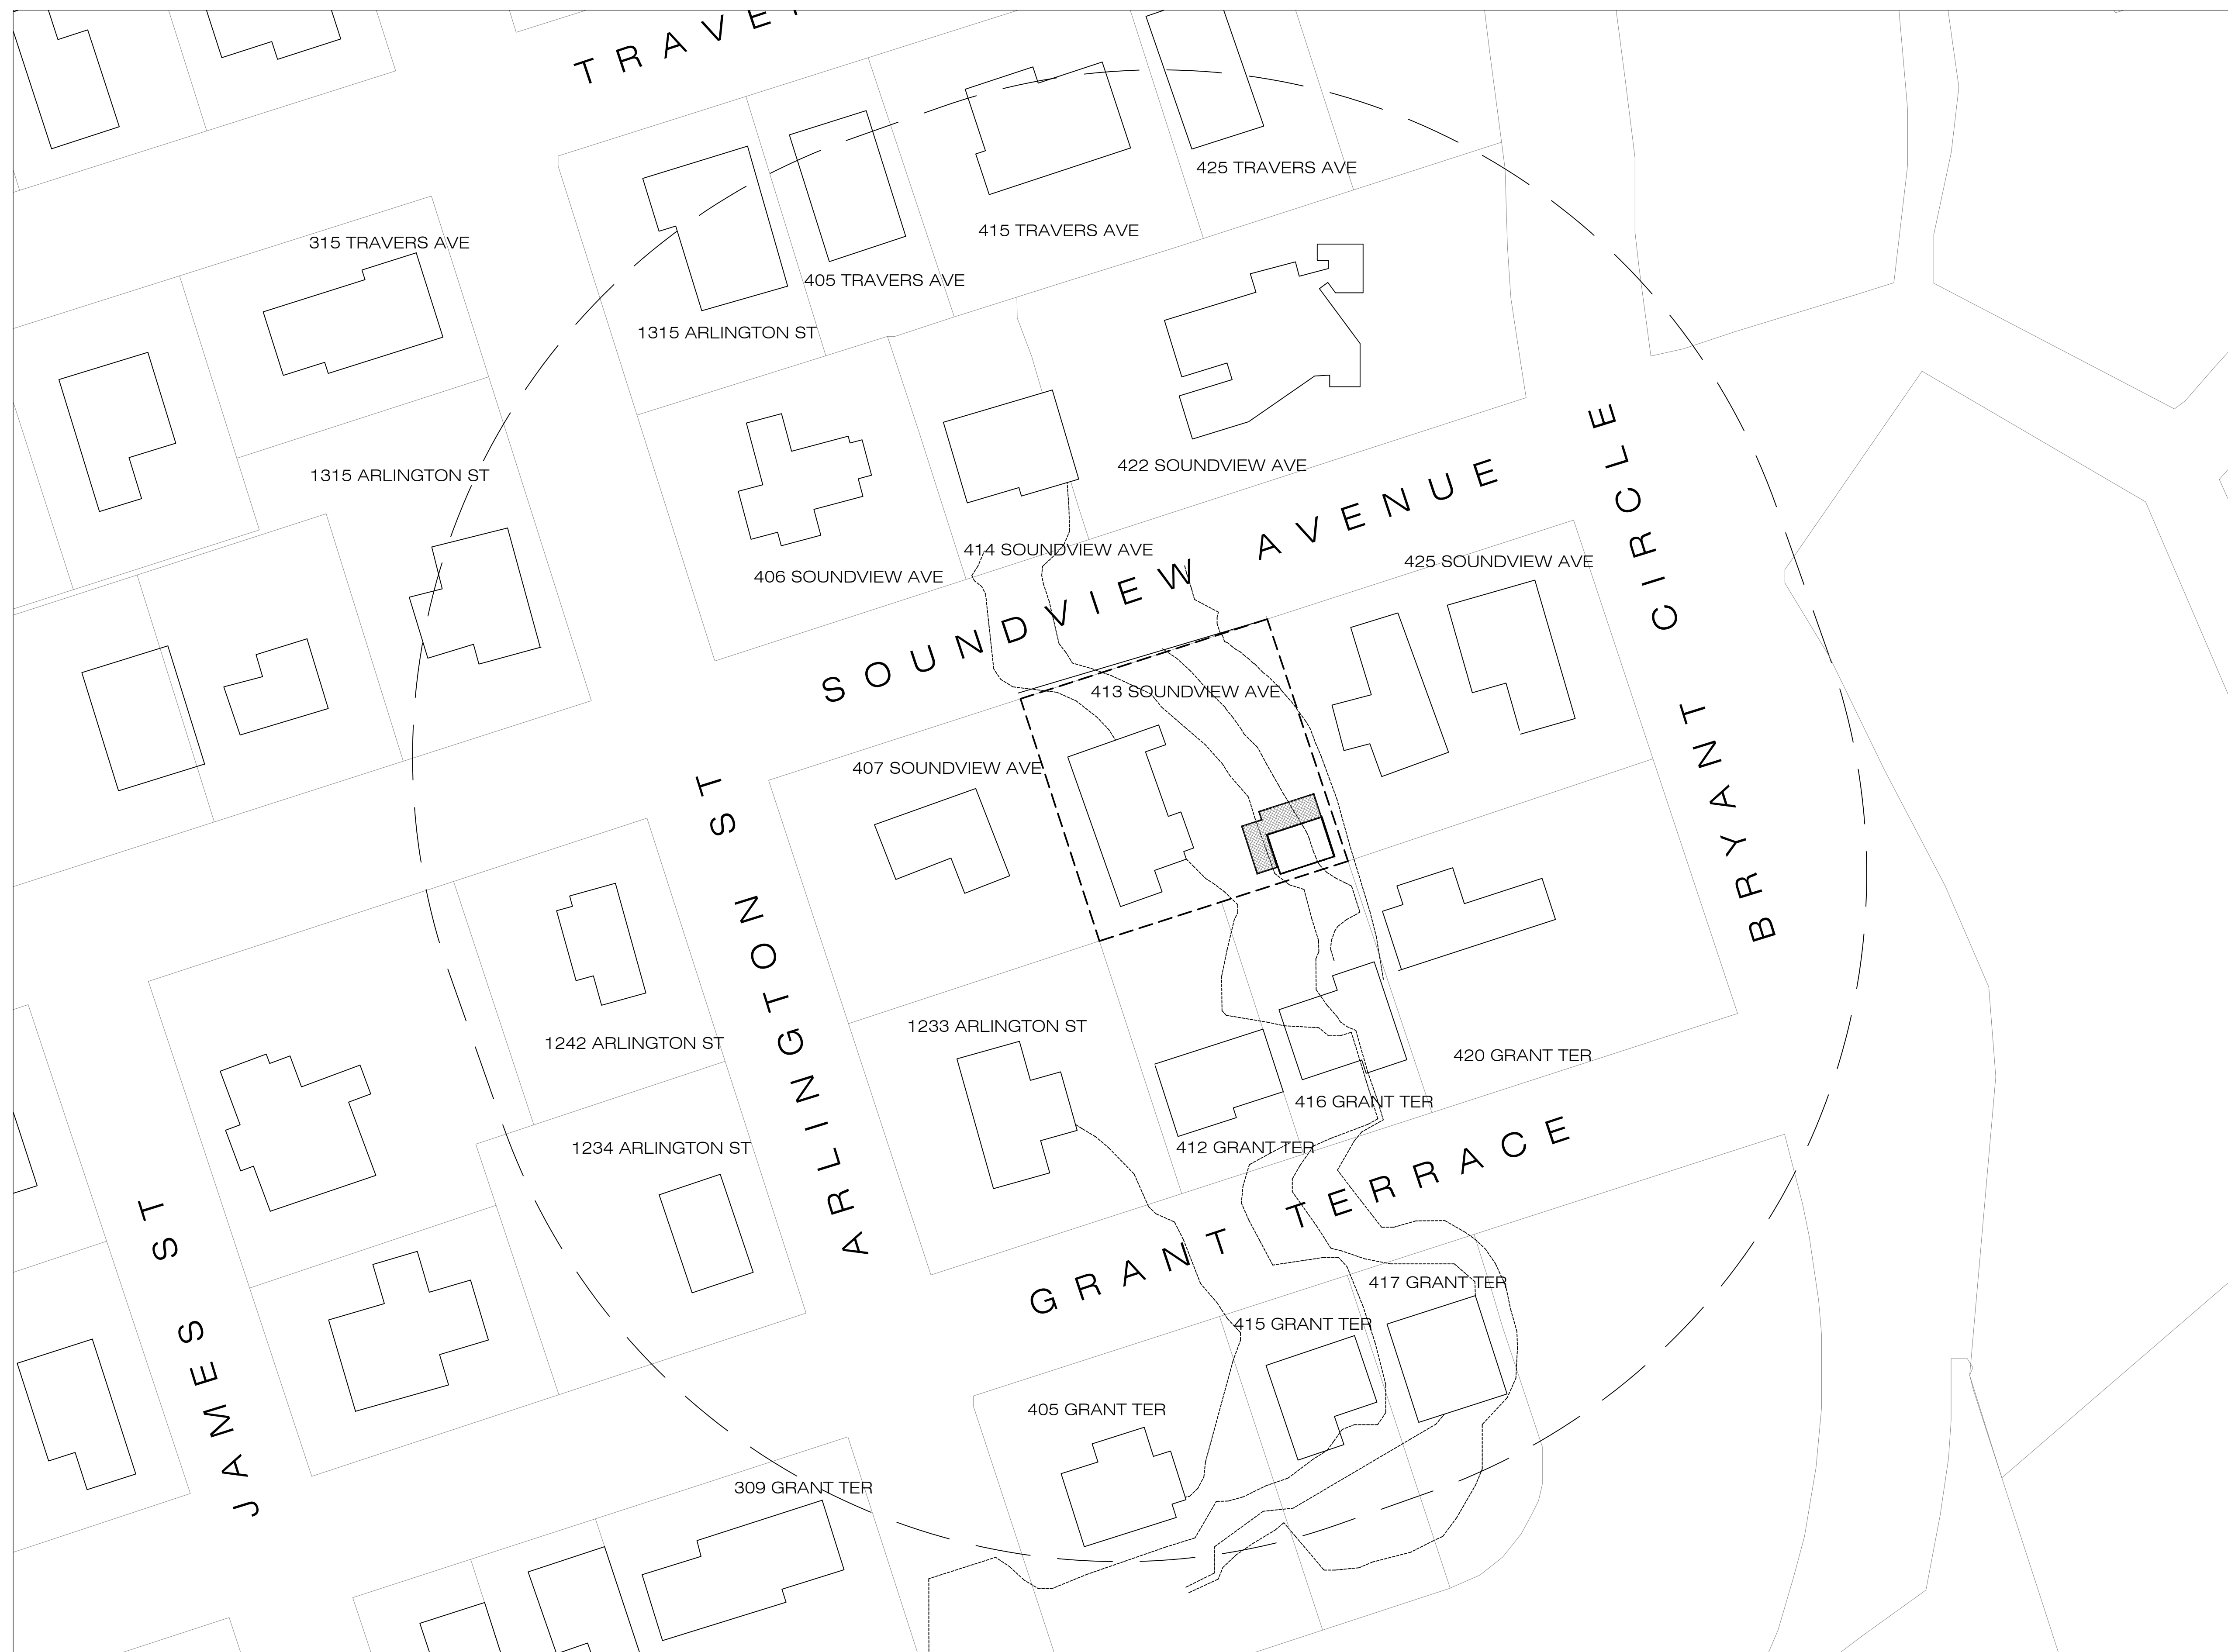 TRAVE
425 TRAVERS AVE
415 TRAVERS AVE
315 TRAVERS AVE
405 TRAVERS AVE
1315 ARLINGTON ST
422 SOUNDVIEW AVE
1315 ARLINGTON ST
414 SOUNDVIEW AVE
425 SOUNDVIEW AVE
406 SOUNDVIEW AVE
SOUNDVIEW AVENUE
BRYANT CIRCLE
413 SOUNDVIEW AVE
407 SOUNDVIEW AVE
ARLINGTON ST
1233 ARLINGTON ST
1242 ARLINGTON ST
420 GRANT TER
416 GRANT TER
412 GRANT TER
1234 ARLINGTON ST
GRANT TERRACE
JAMES ST
417 GRANT TER
415 GRANT TER
405 GRANT TER
309 GRANT TER